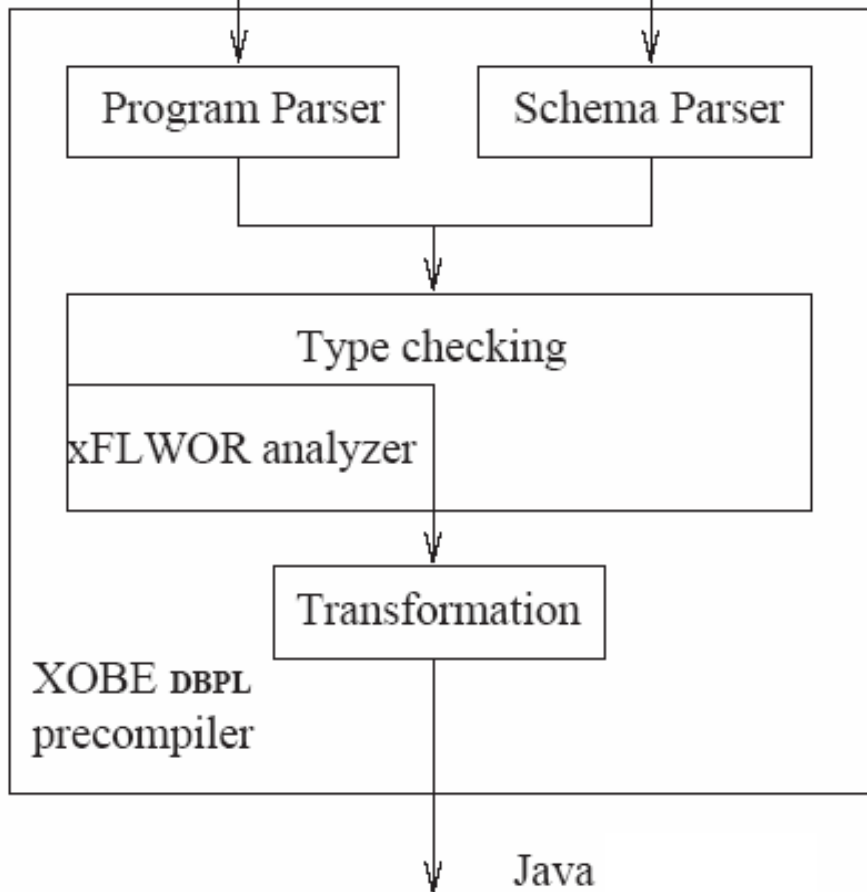 Program Parser
Schema Parser
Type checking
xFLWOR analyzer
Transformation
XOBE DBPL
precompiler
Java